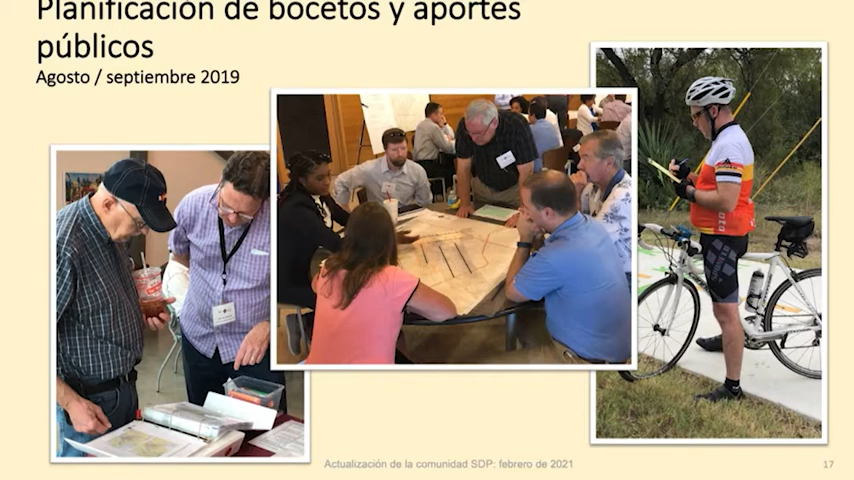 Planificación de bocetos y aportes
públicos
Agosto / septiembre 2019
Actualización de la comunidad SDP: febrero de 2021
17